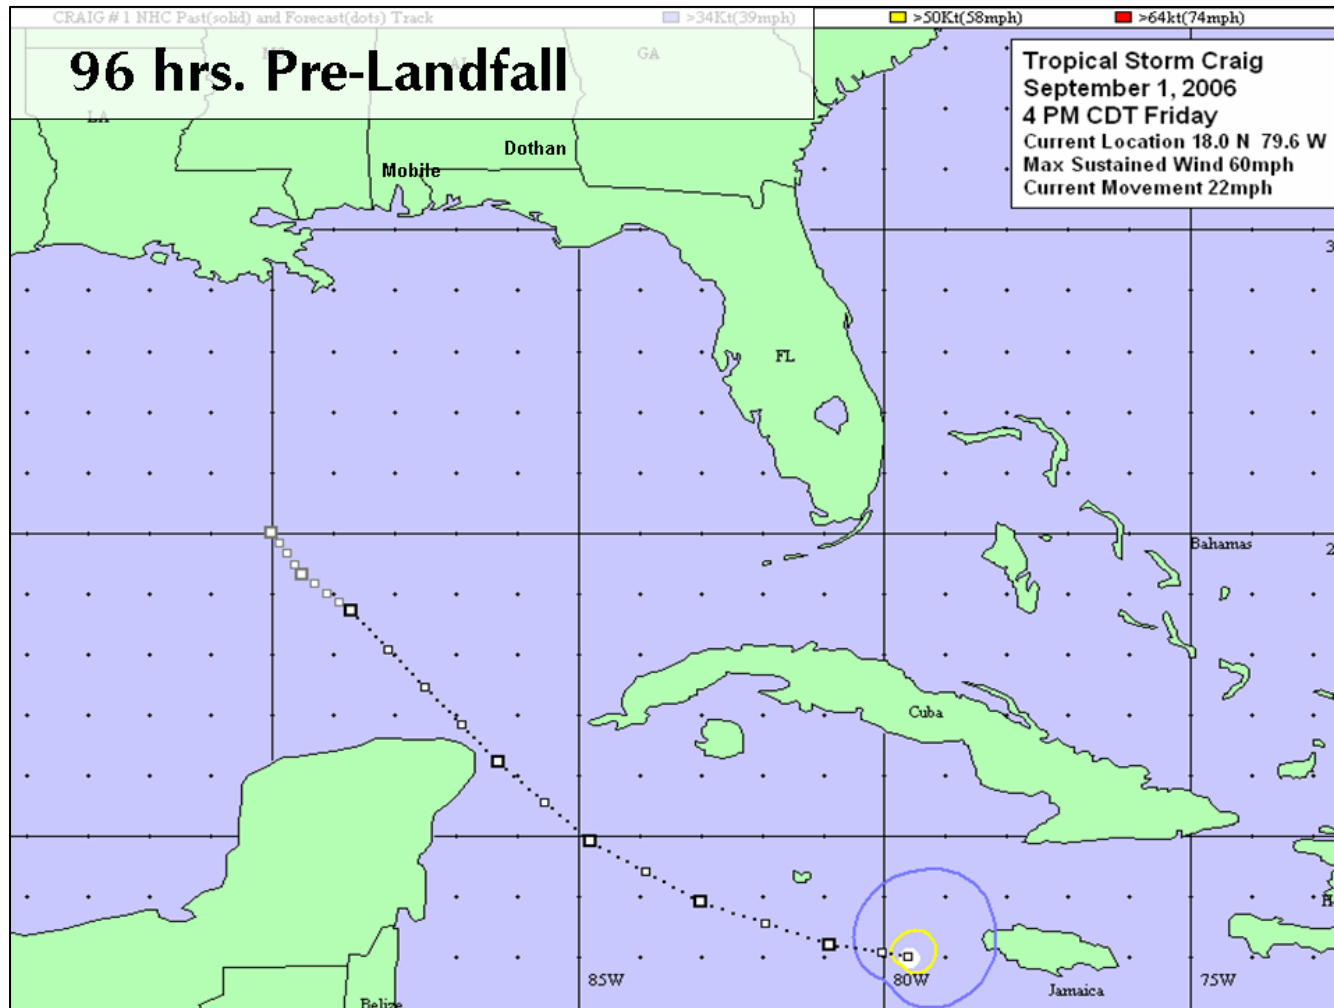 CRAIG # 1 NHC Past(solid) and Forecast(dots) Track
>34Kt(39mph)
>50Kt(58mph)
>64kt(74mph)
96 hrs. Pre-Landfall
GA
LA
Tropical Storm Craig
September 1, 2006
4 PM CDT Friday
Current Location 18.0 N 79.6 W
Max Sustained Wind 60mph
Current Movement 22mph
Dothan
Mobile
FL
Bahamas
Cuba
85W
80W
75W
Jamaica
Belize